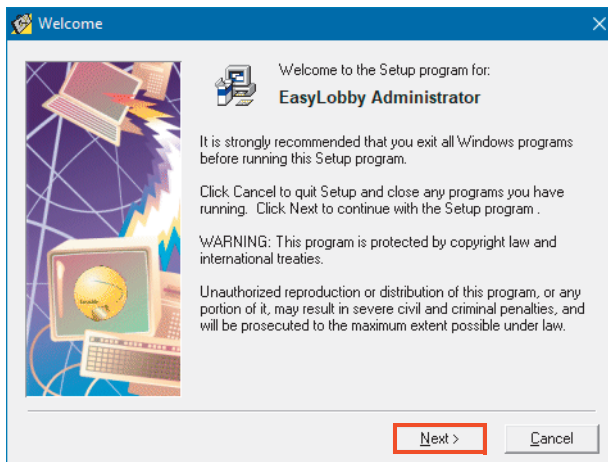 Welcome
Welcome to the Setup program for:
EasyLobby Administrator
It is strongly recommended that you exit all Windows programs
before running this Setup program.
Click Cancel to quit Setup and close any programs you have
running. Click Next to continue with the Setup program .
WARNING: This program is protected by copyright law and
international treaties.
Unauthorized reproduction or distribution of this program, or any
portion of it, may result in severe civil and criminal penalties, and
will be prosecuted to the maximum extent possible under law.
Next >
Cancel